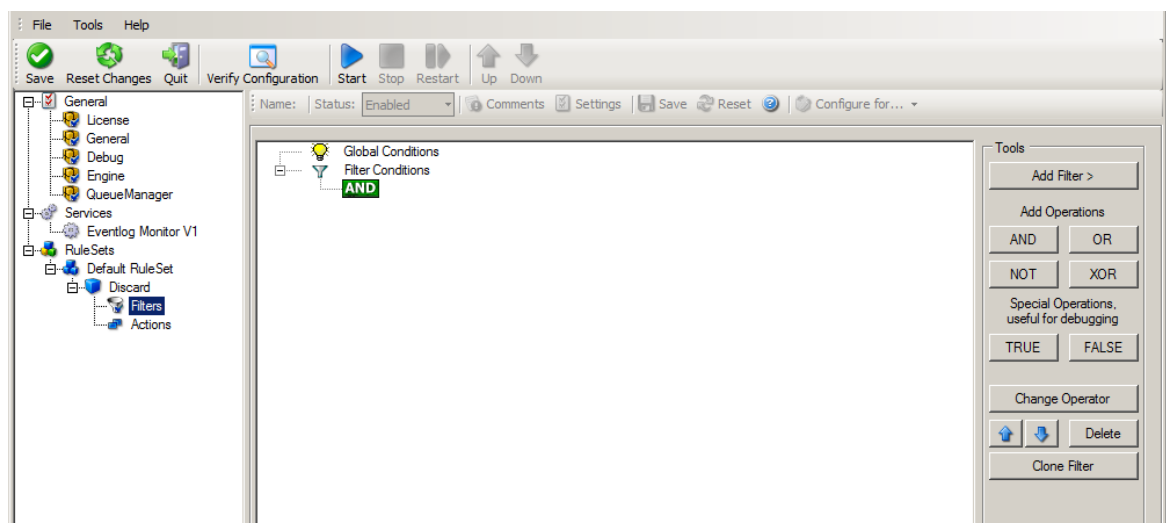 File Tools Help
Save Reset Changes Quit Verify Configuration Start Stop Restart Up Down
General
License
General
Debug
Engine
QueueManager
Services
Eventlog Monitor V1
RuleSets
Default RuleSet
Discard
Filters
Actions
Name: Status: Enabled Comments Settings Save Reset Configure for...
Global Conditions
Filter Conditions
AND
Tools
Add Filter >
Add Operations
AND OR
NOT XOR
Special Operations,
useful for debugging
TRUE FALSE
Change Operator
Delete
Clone Filter